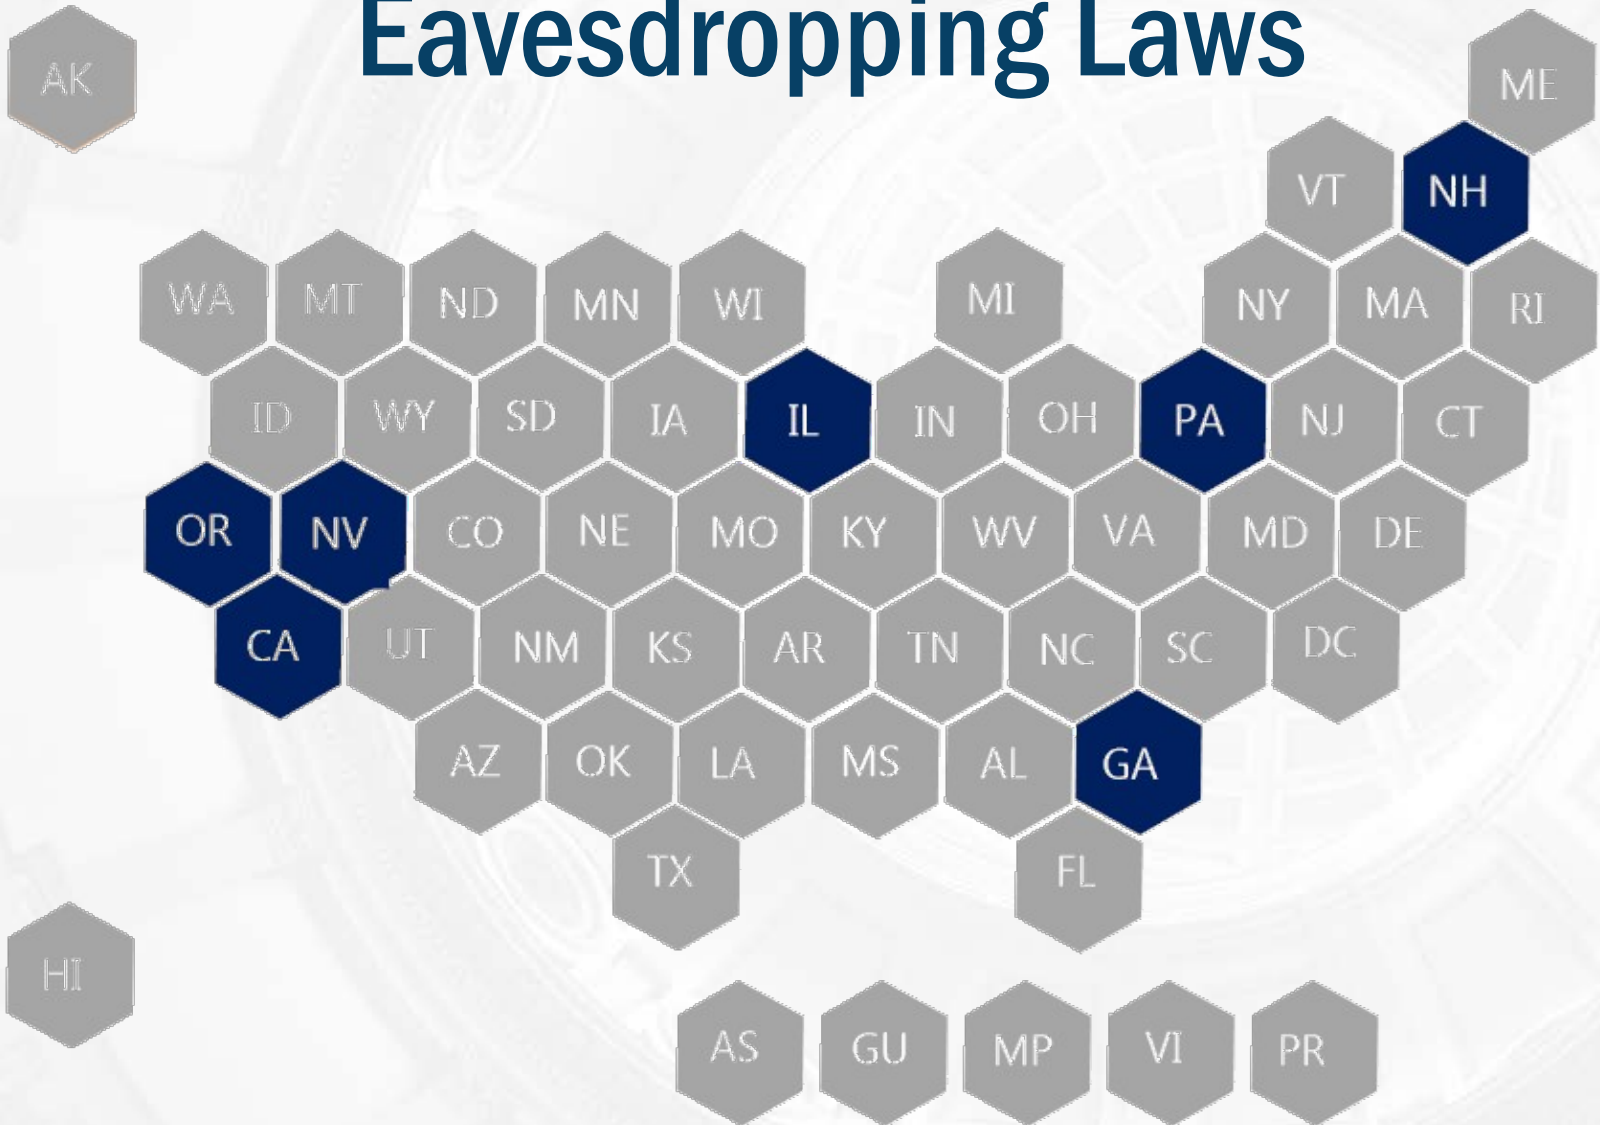 Eavesdropping Laws
AK
ME
VT NH
WA MT ND MN WI MI NY MA RI
ID WY SD IA IL IN OH PA NJ CT
OR NV CO NE MO KY WV VA MD DE
CA UT NM KS AR TN NC SC DC
AZ OK LA MS AL GA
TX FL
HI
AS GU MP VI PR